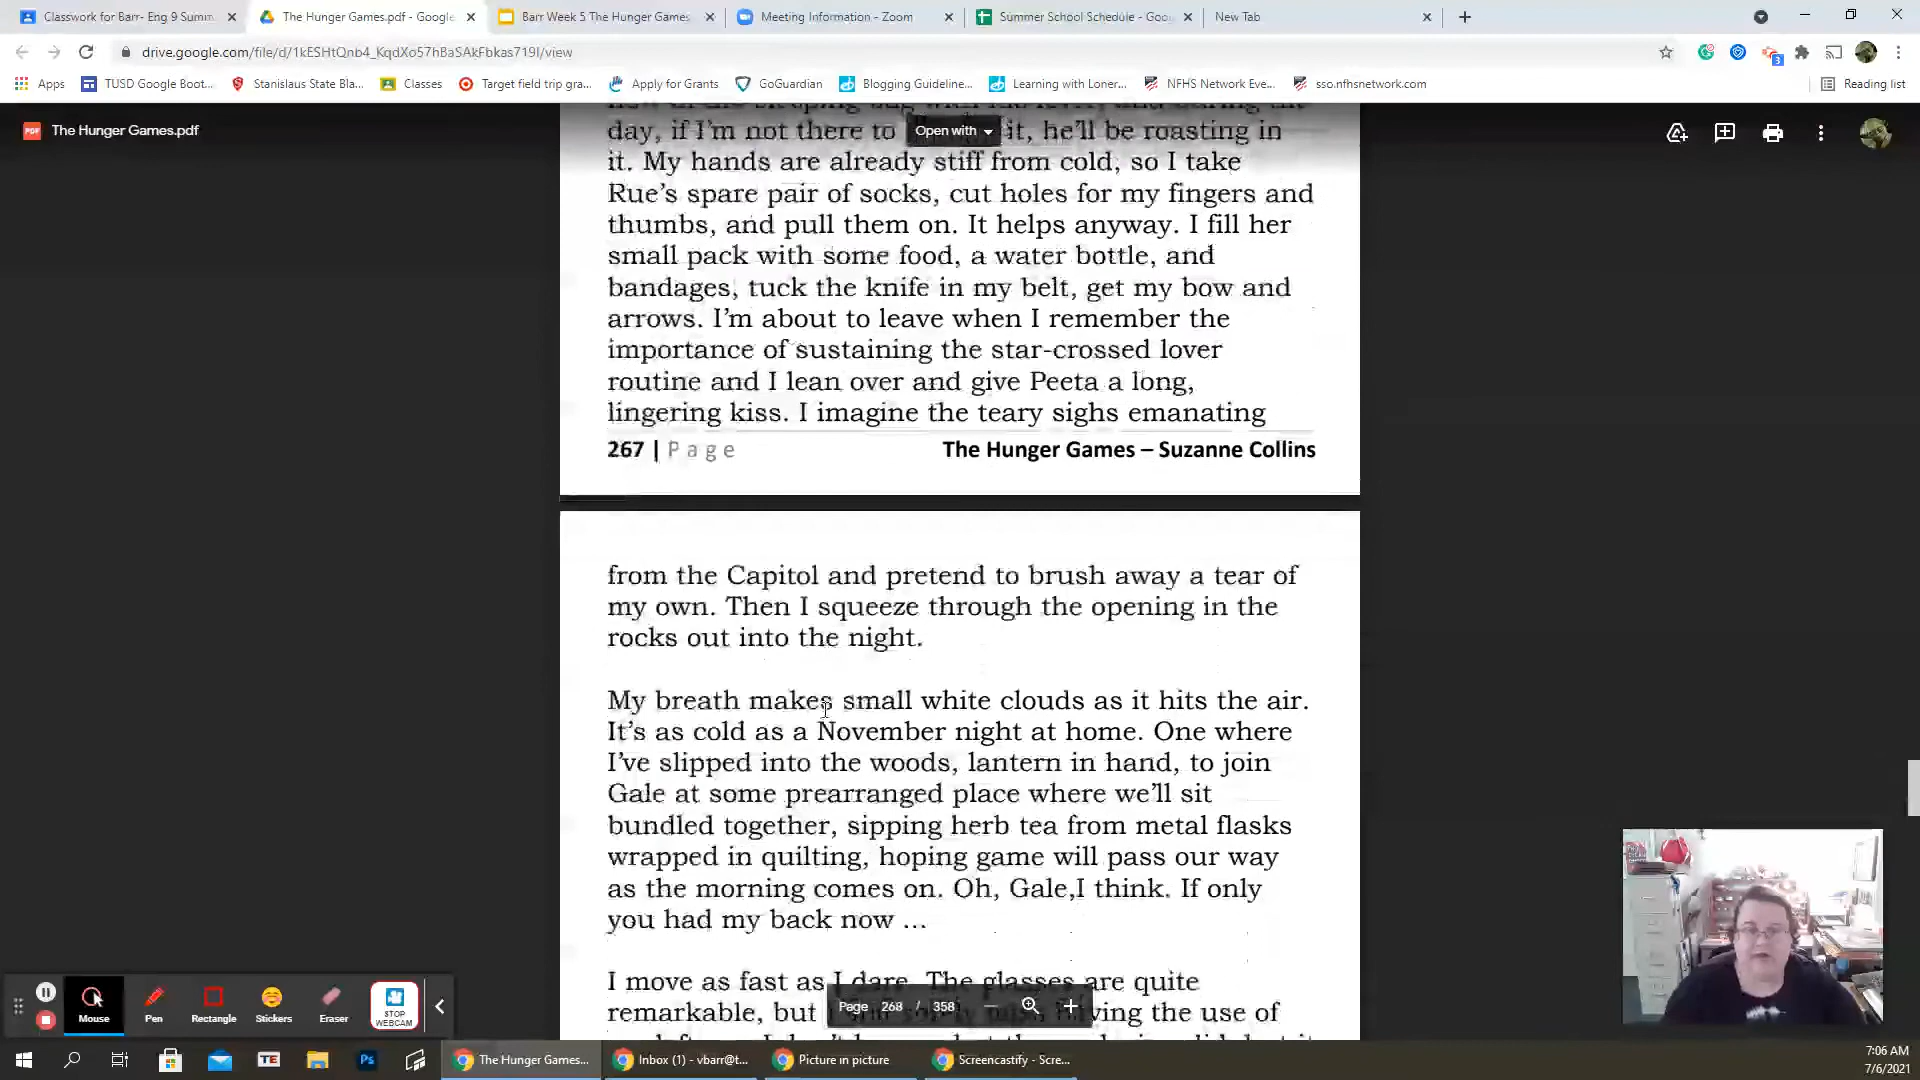 Classwork for Barr- Eng 9 Summ
The Hunger Games.pdf - Google
Barr Week 5 The Hunger Games
Meeting Information - Zoom
Summer School Schedule - Goo
New Tab
drive.google.com/file/d/1kESHtQnb4_KqdXo57hBaSAkFbkas719I/view
Apps
TUSD Google Boot...
Stanislaus State Bla...
Classes
Target field trip gra...
Apply for Grants
GoGuardian
Blogging Guideline...
Learning with Loner...
NFHS Network Eve...
sso.nfhsnetwork.com
Reading list
The Hunger Games.pdf
Open with
day, if I'm not there to it, he'll be roasting in
it. My hands are already stiff from cold, so I take
Rue's spare pair of socks, cut holes for my fingers and
thumbs, and pull them on. It helps anyway. I fill her
small pack with some food, a water bottle, and
bandages, tuck the knife in my belt, get my bow and
arrows. I'm about to leave when I remember the
importance of sustaining the star-crossed lover
routine and I lean over and give Peeta a long,
lingering kiss. I imagine the teary sighs emanating
267 | Page The Hunger Games – Suzanne Collins
from the Capitol and pretend to brush away a tear of
my own. Then I squeeze through the opening in the
rocks out into the night.
My breath makes small white clouds as it hits the air.
It's as cold as a November night at home. One where
I've slipped into the woods, lantern in hand, to join
Gale at some prearranged place where we'll sit
bundled together, sipping herb tea from metal flasks
wrapped in quilting, hoping game will pass our way
as the morning comes on. Oh, Gale,I think. If only
you had my back now ...
I move as fast as I dare. The glasses are quite
remarkable, but having the use of
Page 268 / 358
Mouse
Pen
Rectangle
Stickers
Eraser
STOP
WEBCAM
The Hunger Games...
Inbox (1) - vbarr@t...
Picture in picture
Screencastify - Scre...
7:06 AM
7/6/2021